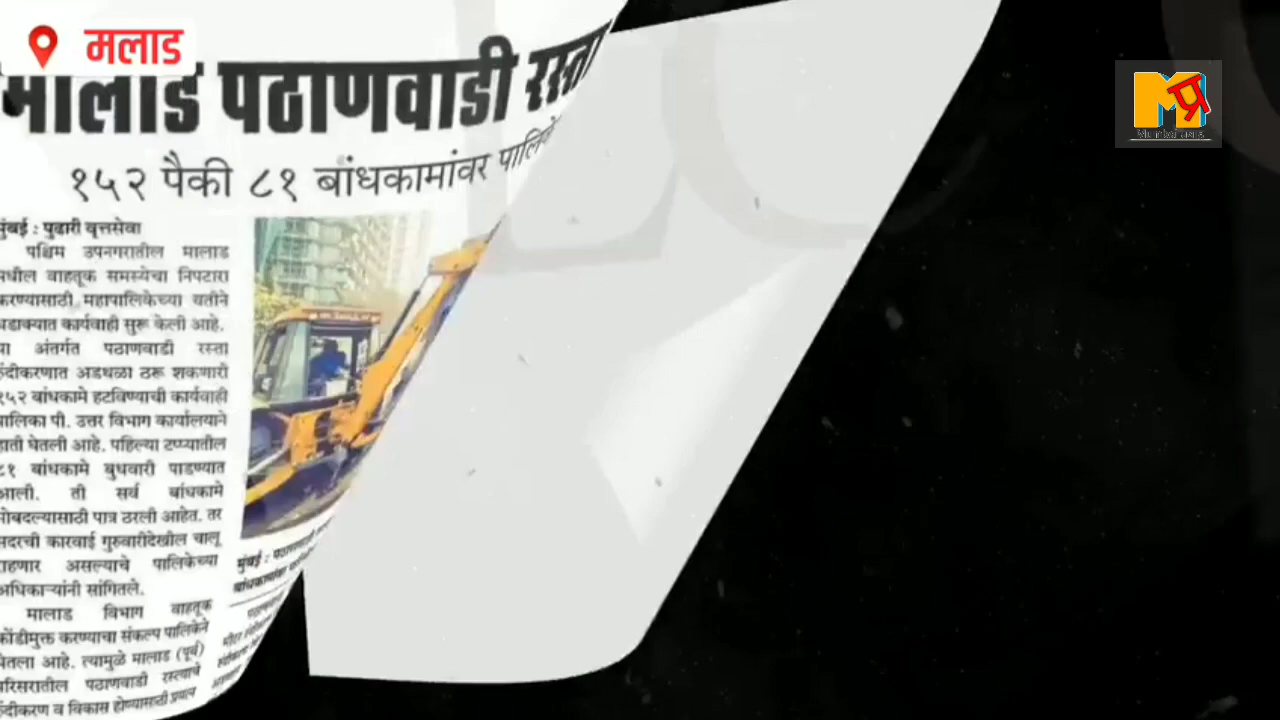 मलाड
मालाड पठाणवाडी रस्ता
१५२ पैकी ८१ बांधकामांवर
मुंबई : पुढारी वृत्तसेवा
पश्चिम उपनगरातील मालाड
मधील वाहतूक समस्येचा निपटारा
करण्यासाठी महापालिकेच्या वतीने
धडाक्यात कार्यवाही सुरू केली आहे.
या अंतर्गत पठाणवाडी रस्ता
रुंदीकरणात अडथळा ठरू शकणारी
१५२ बांधकामे हटविण्याची कार्यवाही
पालिका पी. उत्तर विभाग कार्यालयाने
हाती घेतली आहे. पहिल्या टप्प्यातील
८१ बांधकामे बुधवारी पाडण्यात
आली. ती सर्व बांधकामे
मोबदल्यासाठी पात्र ठरली आहेत. तर
सदरची कारवाई गुरुवारीदेखील चालू
राहणार असल्याचे पालिकेच्या
अधिकाऱ्यांनी सांगितले.
मालाड विभाग वाहतूक
कोंडीमुक्त करण्याचा संकल्प पालिकेने
घेतला आहे. त्यामुळे मालाड (पूर्व)
परिसरातील पठाणवाडी रस्त्याचे
रुंदीकरण व विकास होण्यासाठी प्रयत्न
मुंबई :